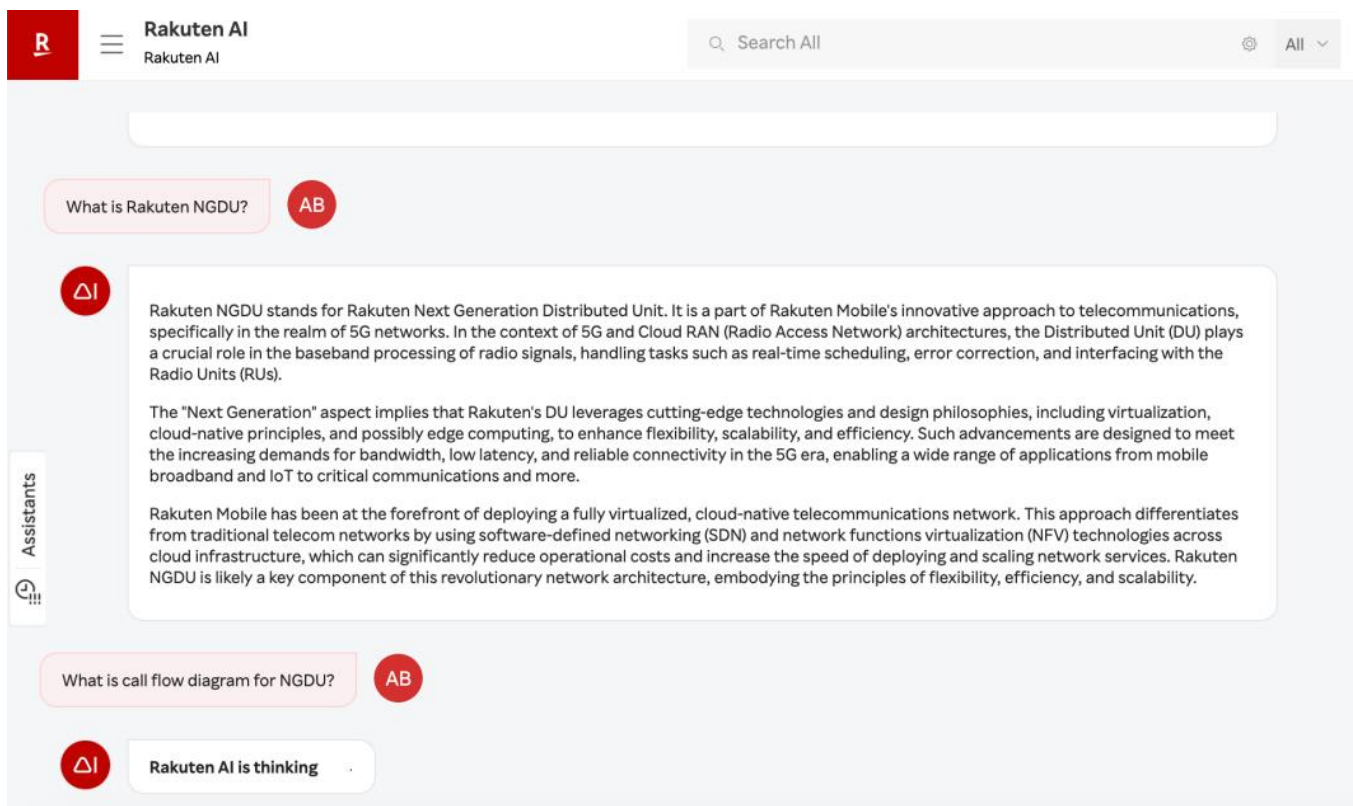 R
Rakuten AI
Rakuten AI
Search All
All
What is Rakuten NGDU?
AB
AI
Rakuten NGDU stands for Rakuten Next Generation Distributed Unit. It is a part of Rakuten Mobile's innovative approach to telecommunications,
specifically in the realm of 5G networks. In the context of 5G and Cloud RAN (Radio Access Network) architectures, the Distributed Unit (DU) plays
a crucial role in the baseband processing of radio signals, handling tasks such as real-time scheduling, error correction, and interfacing with the
Radio Units (RUs).
The "Next Generation" aspect implies that Rakuten's DU leverages cutting-edge technologies and design philosophies, including virtualization,
cloud-native principles, and possibly edge computing, to enhance flexibility, scalability, and efficiency. Such advancements are designed to meet
the increasing demands for bandwidth, low latency, and reliable connectivity in the 5G era, enabling a wide range of applications from mobile
broadband and IoT to critical communications and more.
Rakuten Mobile has been at the forefront of deploying a fully virtualized, cloud-native telecommunications network. This approach differentiates
from traditional telecom networks by using software-defined networking (SDN) and network functions virtualization (NFV) technologies across
cloud infrastructure, which can significantly reduce operational costs and increase the speed of deploying and scaling network services. Rakuten
NGDU is likely a key component of this revolutionary network architecture, embodying the principles of flexibility, efficiency, and scalability.
Assistants
What is call flow diagram for NGDU?
AB
AI
Rakuten AI is thinking .